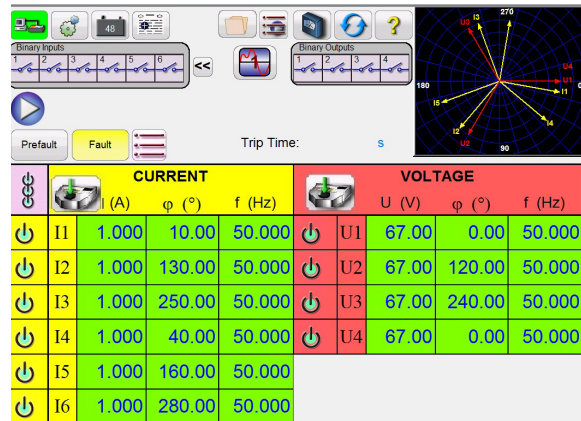 48
Binary Inputs
1 2 3 4 5 6
<<
Binary Outputs
1 2 3 4
?
270
I3
U3
U4
U1
180
0
I1
I5
I4
I2
U2
90
Prefault
Fault
Trip Time:
s
CURRENT
VOLTAGE
I (A) φ (°) f (Hz) U (V) φ (°) f (Hz)
I1 1.000 10.00 50.000 U1 67.00 0.00 50.000
I2 1.000 130.00 50.000 U2 67.00 120.00 50.000
I3 1.000 250.00 50.000 U3 67.00 240.00 50.000
I4 1.000 40.00 50.000 U4 67.00 0.00 50.000
I5 1.000 160.00 50.000
I6 1.000 280.00 50.000